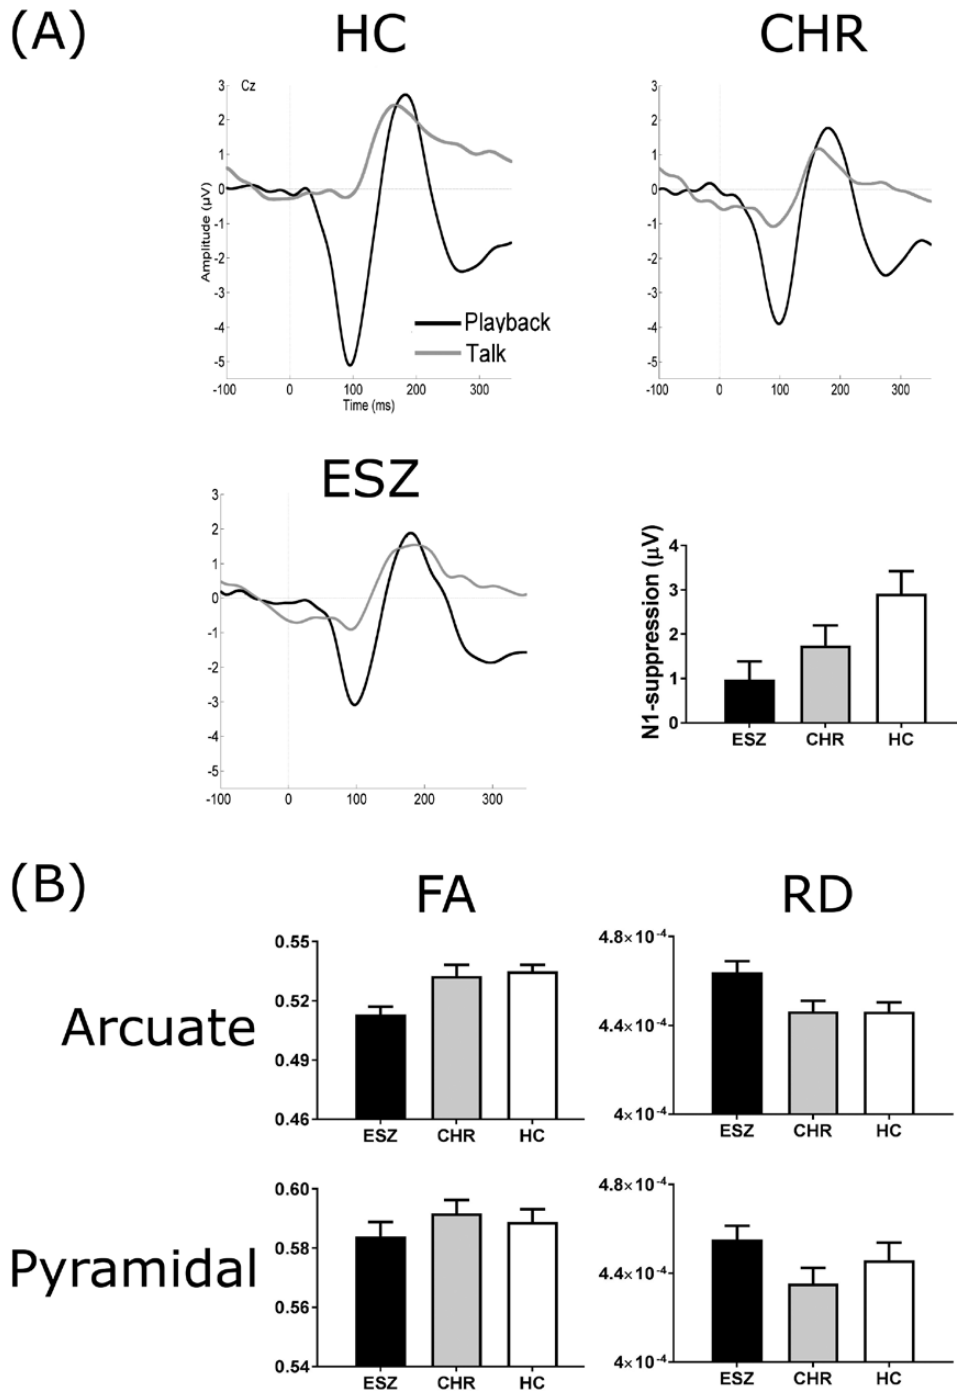 (A)
HC
CHR
Cz
3
2
1
0
-1
-2
-3
-4
-5
Amplitude (µV)
-100 0 100 200 300
Time (ms)
Playback
Talk
3
2
1
0
-1
-2
-3
-4
-5
-100 0 100 200 300
ESZ
3
2
1
0
-1
-2
-3
-4
-5
-100 0 100 200 300
N1-suppression (µV)
4
3
2
1
0
ESZ CHR HC
(B)
FA
RD
Arcuate
0.55
0.52
0.49
0.46
ESZ CHR HC
4.8×10⁻⁴
4.4×10⁻⁴
4×10⁻⁴
ESZ CHR HC
Pyramidal
0.60
0.58
0.56
0.54
ESZ CHR HC
4.8×10⁻⁴
4.4×10⁻⁴
4×10⁻⁴
ESZ CHR HC